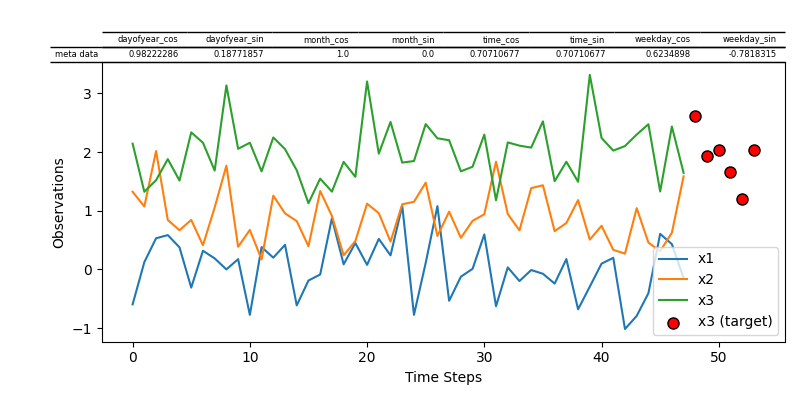 dayofyear_cos dayofyear_sin month_cos month_sin time_cos time_sin weekday_cos weekday_sin
meta data 0.98222286 0.18771857 1.0 0.0 0.70710677 0.70710677 0.6234898 -0.7818315
3
2
1
0
−1
Observations
x1
x2
x3
x3 (target)
0 10 20 30 40 50
Time Steps